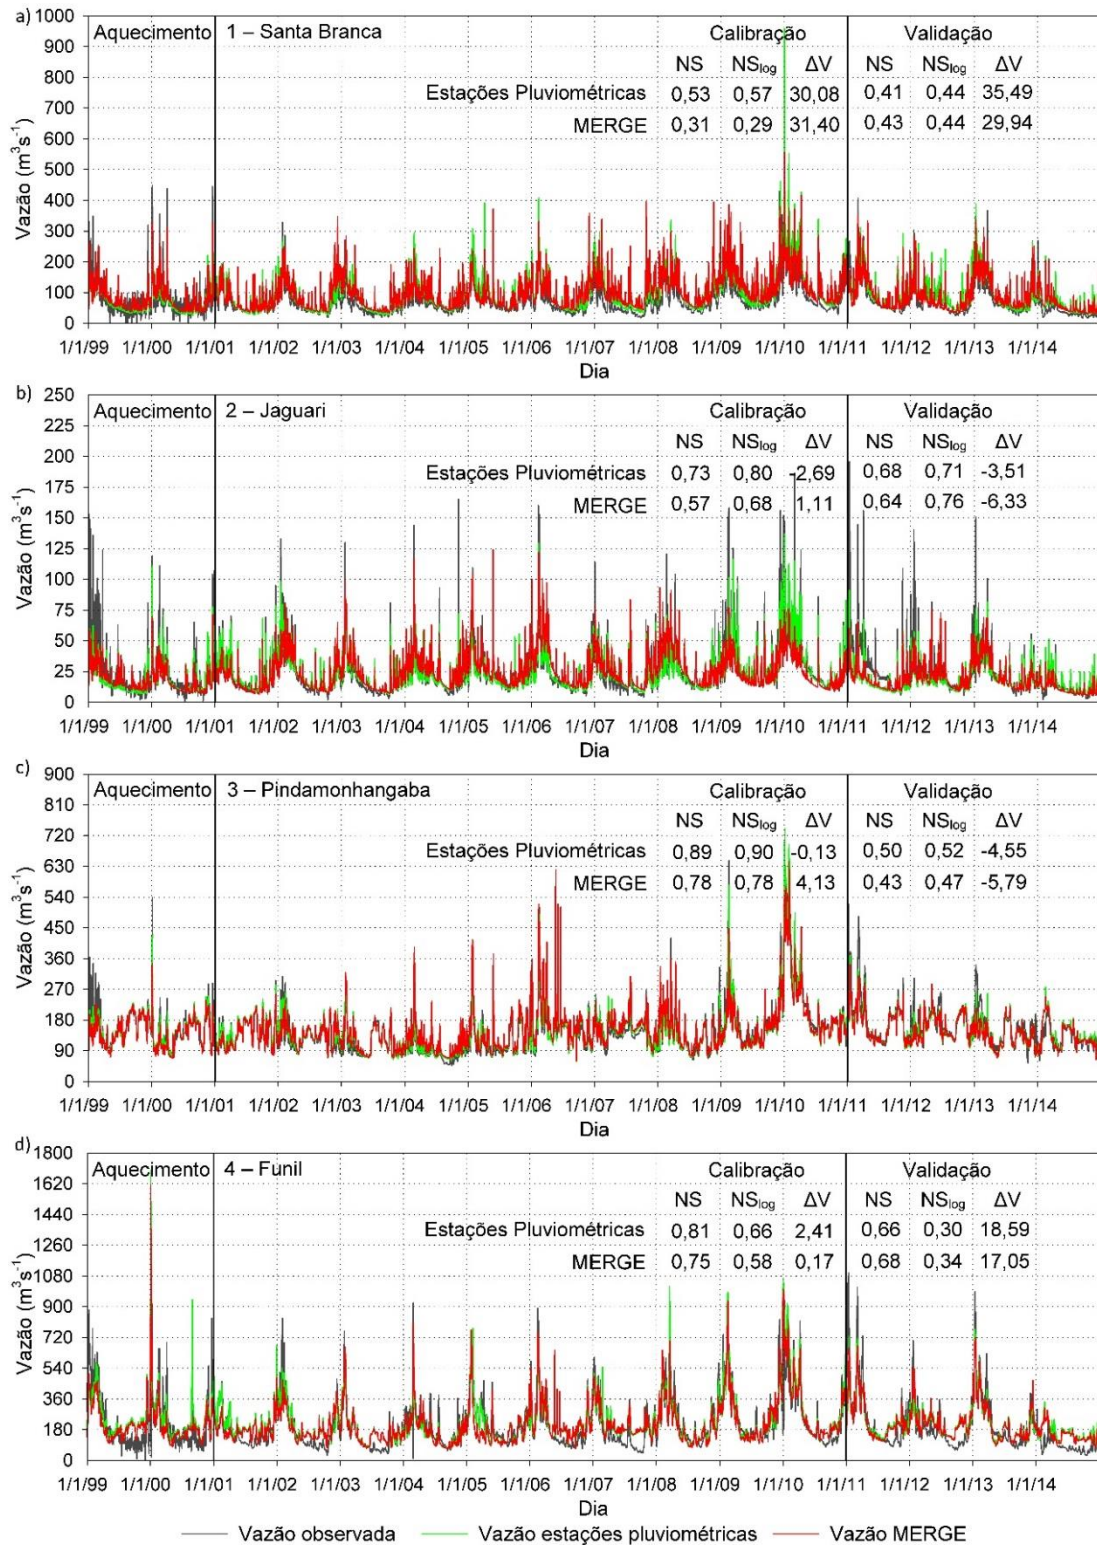 a)
1000
Aquecimento 1 – Santa Branca Calibração Validação
900
NS NSlog ΔV NS NSlog ΔV
800
Estações Pluviométricas 0,53 0,57 30,08 0,41 0,44 35,49
700
MERGE 0,31 0,29 31,40 0,43 0,44 29,94
600
500
400
300
200
100
0
Vazão (m³s⁻¹)
1/1/99 1/1/00 1/1/01 1/1/02 1/1/03 1/1/04 1/1/05 1/1/06 1/1/07 1/1/08 1/1/09 1/1/10 1/1/11 1/1/12 1/1/13 1/1/14
Dia
b)
250
Aquecimento 2 – Jaguari Calibração Validação
225
NS NSlog ΔV NS NSlog ΔV
200
Estações Pluviométricas 0,73 0,80 -2,69 0,68 0,71 -3,51
175
MERGE 0,57 0,68 1,11 0,64 0,76 -6,33
150
125
100
75
50
25
0
Vazão (m³s⁻¹)
1/1/99 1/1/00 1/1/01 1/1/02 1/1/03 1/1/04 1/1/05 1/1/06 1/1/07 1/1/08 1/1/09 1/1/10 1/1/11 1/1/12 1/1/13 1/1/14
Dia
c)
900
Aquecimento 3 – Pindamonhangaba Calibração Validação
810
NS NSlog ΔV NS NSlog ΔV
720
Estações Pluviométricas 0,89 0,90 -0,13 0,50 0,52 -4,55
630
MERGE 0,78 0,78 4,13 0,43 0,47 -5,79
540
450
360
270
180
90
0
Vazão (m³s⁻¹)
1/1/99 1/1/00 1/1/01 1/1/02 1/1/03 1/1/04 1/1/05 1/1/06 1/1/07 1/1/08 1/1/09 1/1/10 1/1/11 1/1/12 1/1/13 1/1/14
Dia
d)
1800
Aquecimento 4 – Funil Calibração Validação
1620
NS NSlog ΔV NS NSlog ΔV
1440
Estações Pluviométricas 0,81 0,66 2,41 0,66 0,30 18,59
1260
MERGE 0,75 0,58 0,17 0,68 0,34 17,05
1080
900
720
540
360
180
0
Vazão (m³s⁻¹)
1/1/99 1/1/00 1/1/01 1/1/02 1/1/03 1/1/04 1/1/05 1/1/06 1/1/07 1/1/08 1/1/09 1/1/10 1/1/11 1/1/12 1/1/13 1/1/14
Dia
Vazão observada Vazão estações pluviométricas Vazão MERGE